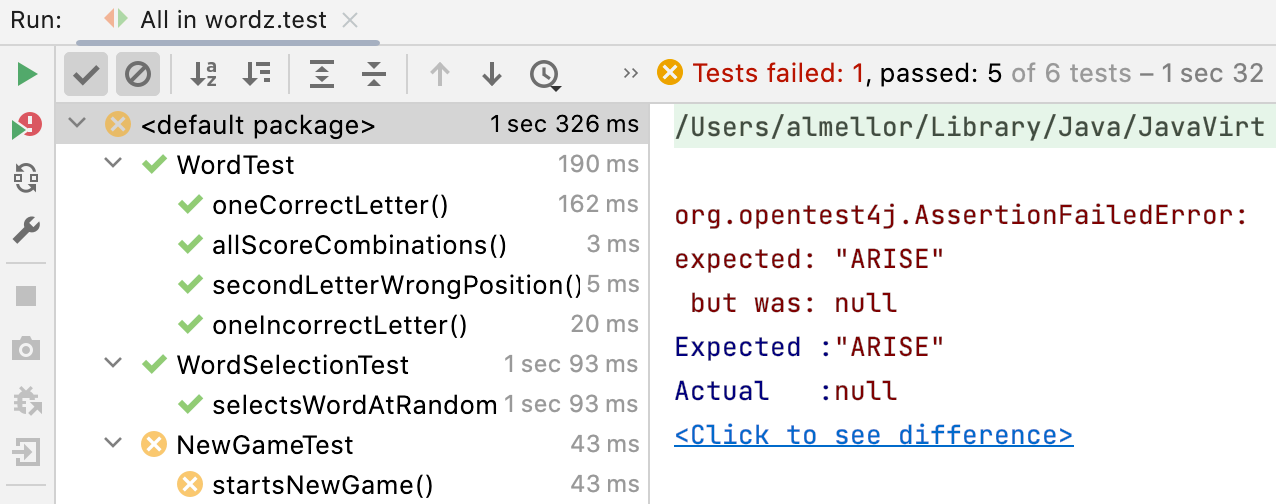 Run: All in wordz.test
Tests failed: 1, passed: 5 of 6 tests – 1 sec 32
<default package> 1 sec 326 ms
WordTest 190 ms
oneCorrectLetter() 162 ms
allScoreCombinations() 3 ms
secondLetterWrongPosition() 5 ms
oneIncorrectLetter() 20 ms
WordSelectionTest 1 sec 93 ms
selectsWordAtRandom 1 sec 93 ms
NewGameTest 43 ms
startsNewGame() 43 ms
/Users/almellor/Library/Java/JavaVirt
org.opentest4j.AssertionFailedError:
expected: "ARISE"
but was: null
Expected :"ARISE"
Actual :null
<Click to see difference>